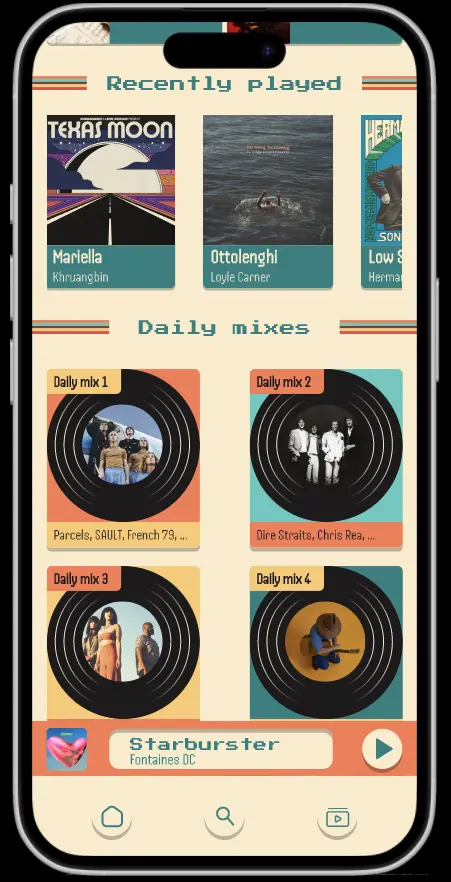 Recently played
TEXAS MOON
HERMA
SON
Mariella
Khruangbin
Ottolenghi
Loyle Carner
Low S
Herman
Daily mixes
Daily mix 1
Daily mix 2
Parcels, SAULT, French 79, ...
Dire Straits, Chris Rea, ...
Daily mix 3
Daily mix 4
Starburster
Fontaines DC